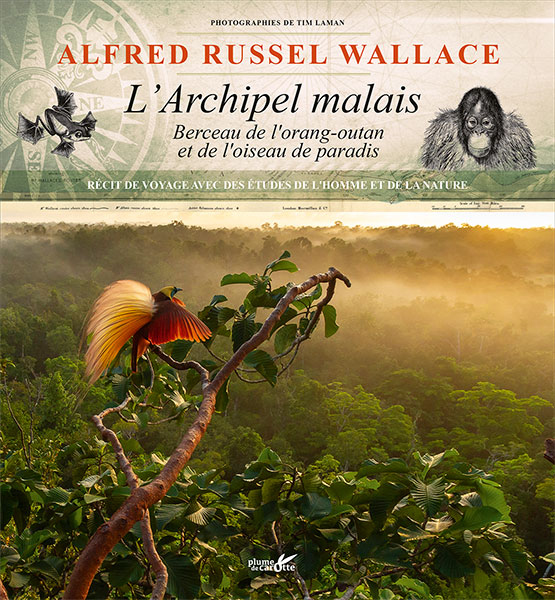 PHOTOGRAPHIES DE TIM LAMAN
ALFRED RUSSEL WALLACE
L'Archipel malais
Berceau de l'orang-outan
et de l'oiseau de paradis
RÉCIT DE VOYAGE AVEC DES ÉTUDES DE L'HOMME ET DE LA NATURE
plume
de carotte